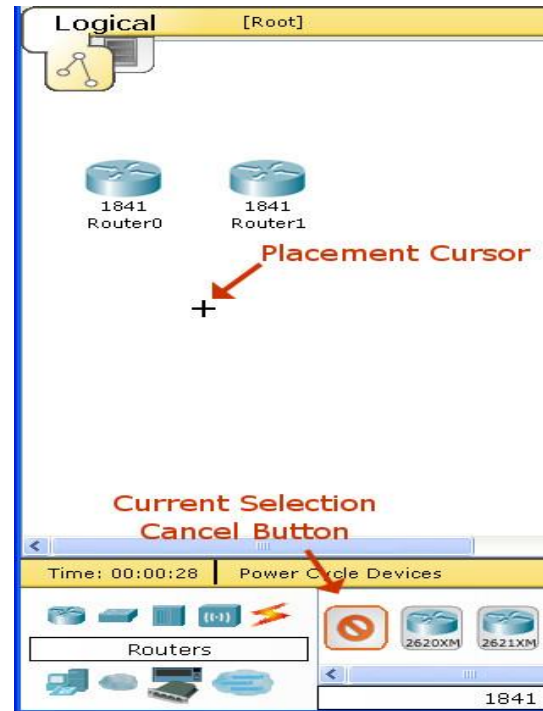 Logical [Root]
1841
Router0
1841
Router1
Placement Cursor
Current Selection
Cancel Button
Time: 00:00:28 Power Cycle Devices
Routers
2620XM
2621XM
1841